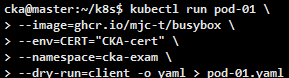 cka@master:~/k8s$ kubectl run pod-01 \
> --image=ghcr.io/mjc-t/busybox \
> --env=CERT="CKA-cert" \
> --namespace=cka-exam \
> --dry-run=client -o yaml > pod-01.yaml